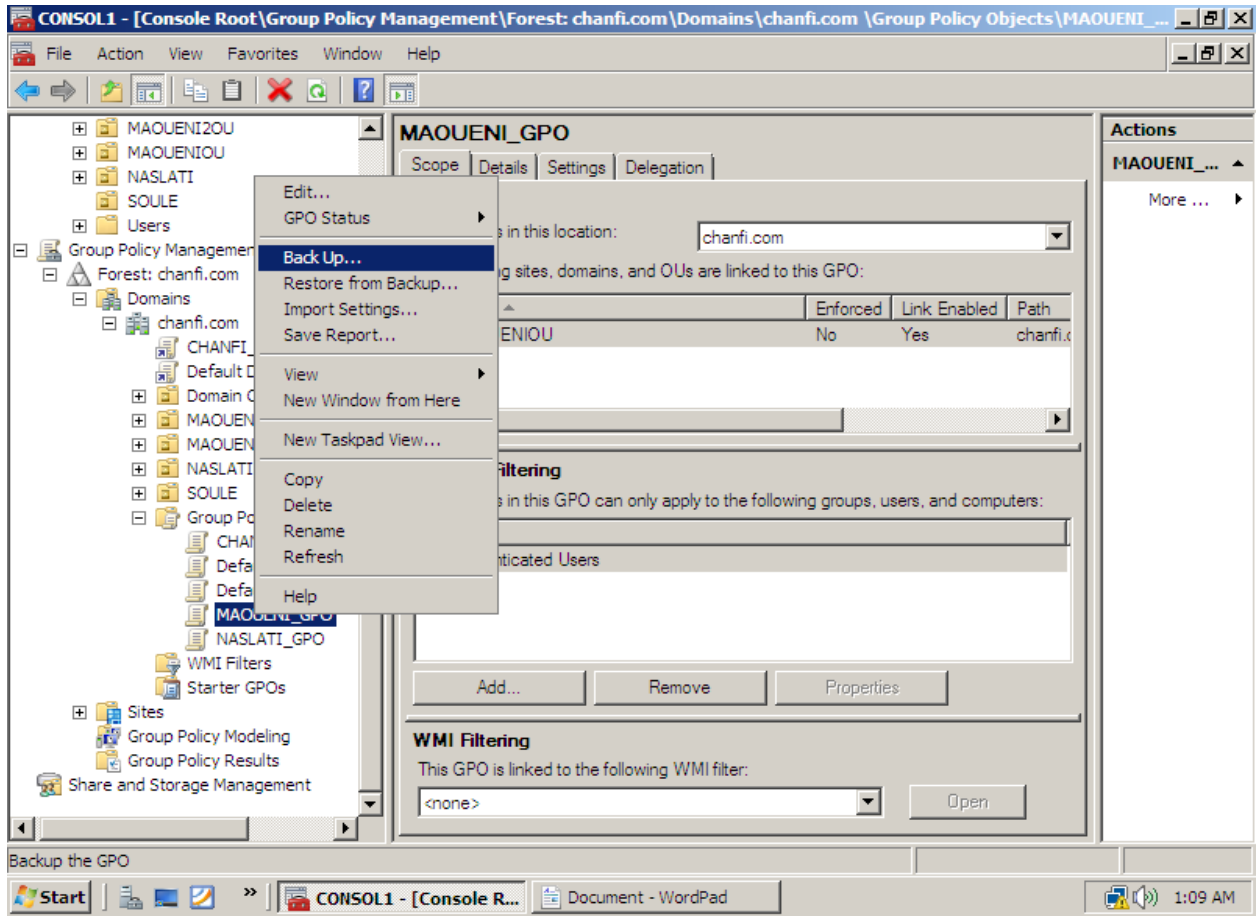 CONSOL1 - [Console Root\Group Policy Management\Forest: chanfi.com\Domains\chanfi.com \Group Policy Objects\MAOUENI_...
File Action View Favorites Window Help
MAOUENI2OU
MAOUENIOU
NASLATI
SOULE
Users
Group Policy Managemen
Forest: chanfi.com
Domains
chanfi.com
CHANFI_
Default D
Domain C
MAOUEN
MAOUEN
NASLATI
SOULE
Group Po
CHAN
Defa
Defa
MAOUENI_GPO
NASLATI_GPO
WMI Filters
Starter GPOs
Sites
Group Policy Modeling
Group Policy Results
Share and Storage Management
Edit...
GPO Status
Back Up...
Restore from Backup...
Import Settings...
Save Report...
View
New Window from Here
New Taskpad View...
Copy
Delete
Rename
Refresh
Help
MAOUENI_GPO
Scope Details Settings Delegation
s in this location: chanfi.com
g sites, domains, and OUs are linked to this GPO:
Enforced Link Enabled Path
ENIOU No Yes chanfi.c
Filtering
s in this GPO can only apply to the following groups, users, and computers:
nticated Users
Add... Remove Properties
WMI Filtering
This GPO is linked to the following WMI filter:
<none> Open
Actions
MAOUENI_...
More ...
Backup the GPO
Start » CONSOL1 - [Console R... Document - WordPad 1:09 AM